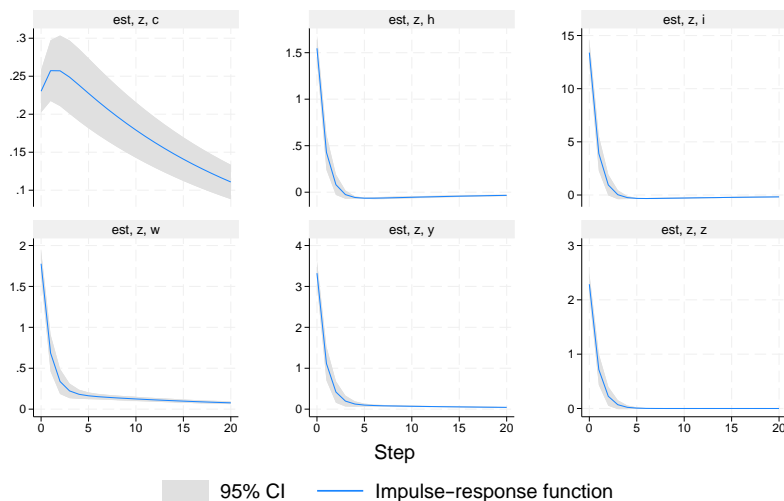 est, z, c
est, z, h
est, z, i
.3
.25
.2
.15
.1
1.5
1
.5
0
15
10
5
0
est, z, w
est, z, y
est, z, z
2
1.5
1
.5
0
4
3
2
1
0
3
2
1
0
0 5 10 15 20
0 5 10 15 20
0 5 10 15 20
Step
95% CI
Impulse-response function